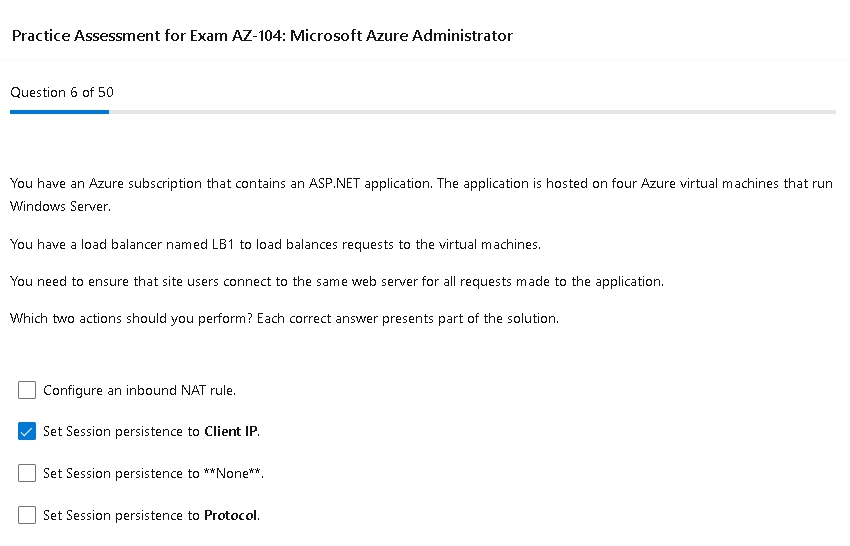 Practice Assessment for Exam AZ-104: Microsoft Azure Administrator
Question 6 of 50
You have an Azure subscription that contains an ASP.NET application. The application is hosted on four Azure virtual machines that run
Windows Server.
You have a load balancer named LB1 to load balances requests to the virtual machines.
You need to ensure that site users connect to the same web server for all requests made to the application.
Which two actions should you perform? Each correct answer presents part of the solution.
Configure an inbound NAT rule.
Set Session persistence to Client IP.
Set Session persistence to **None**.
Set Session persistence to Protocol.